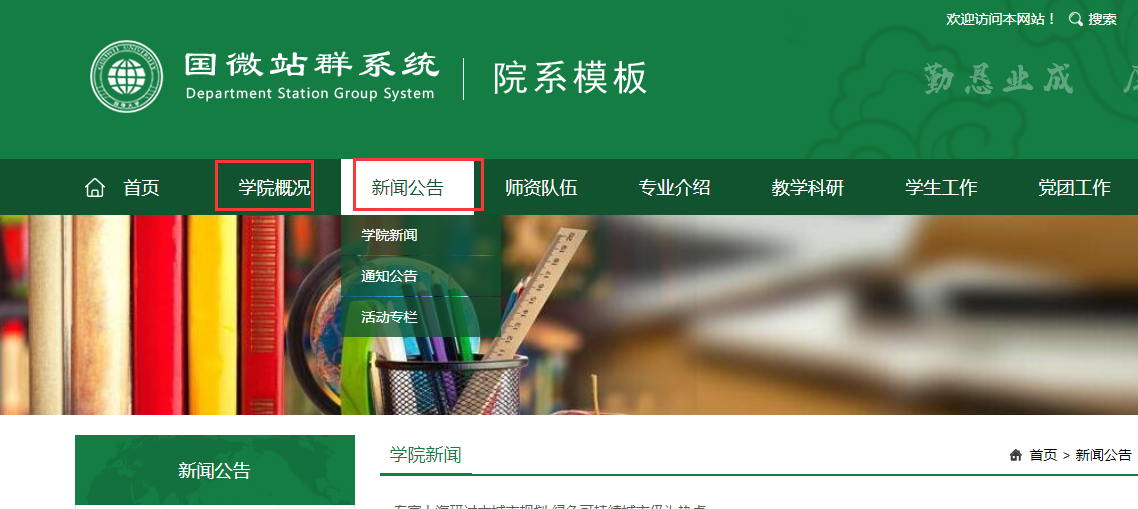 欢迎访问本网站！ 搜索
国微站群系统 院系模板
Department Station Group System
勤恳业成
首页 学院概况 新闻公告 师资队伍 专业介绍 教学科研 学生工作 党团工作
学院新闻
通知公告
活动专栏
新闻公告
学院新闻
首页 > 新闻公告